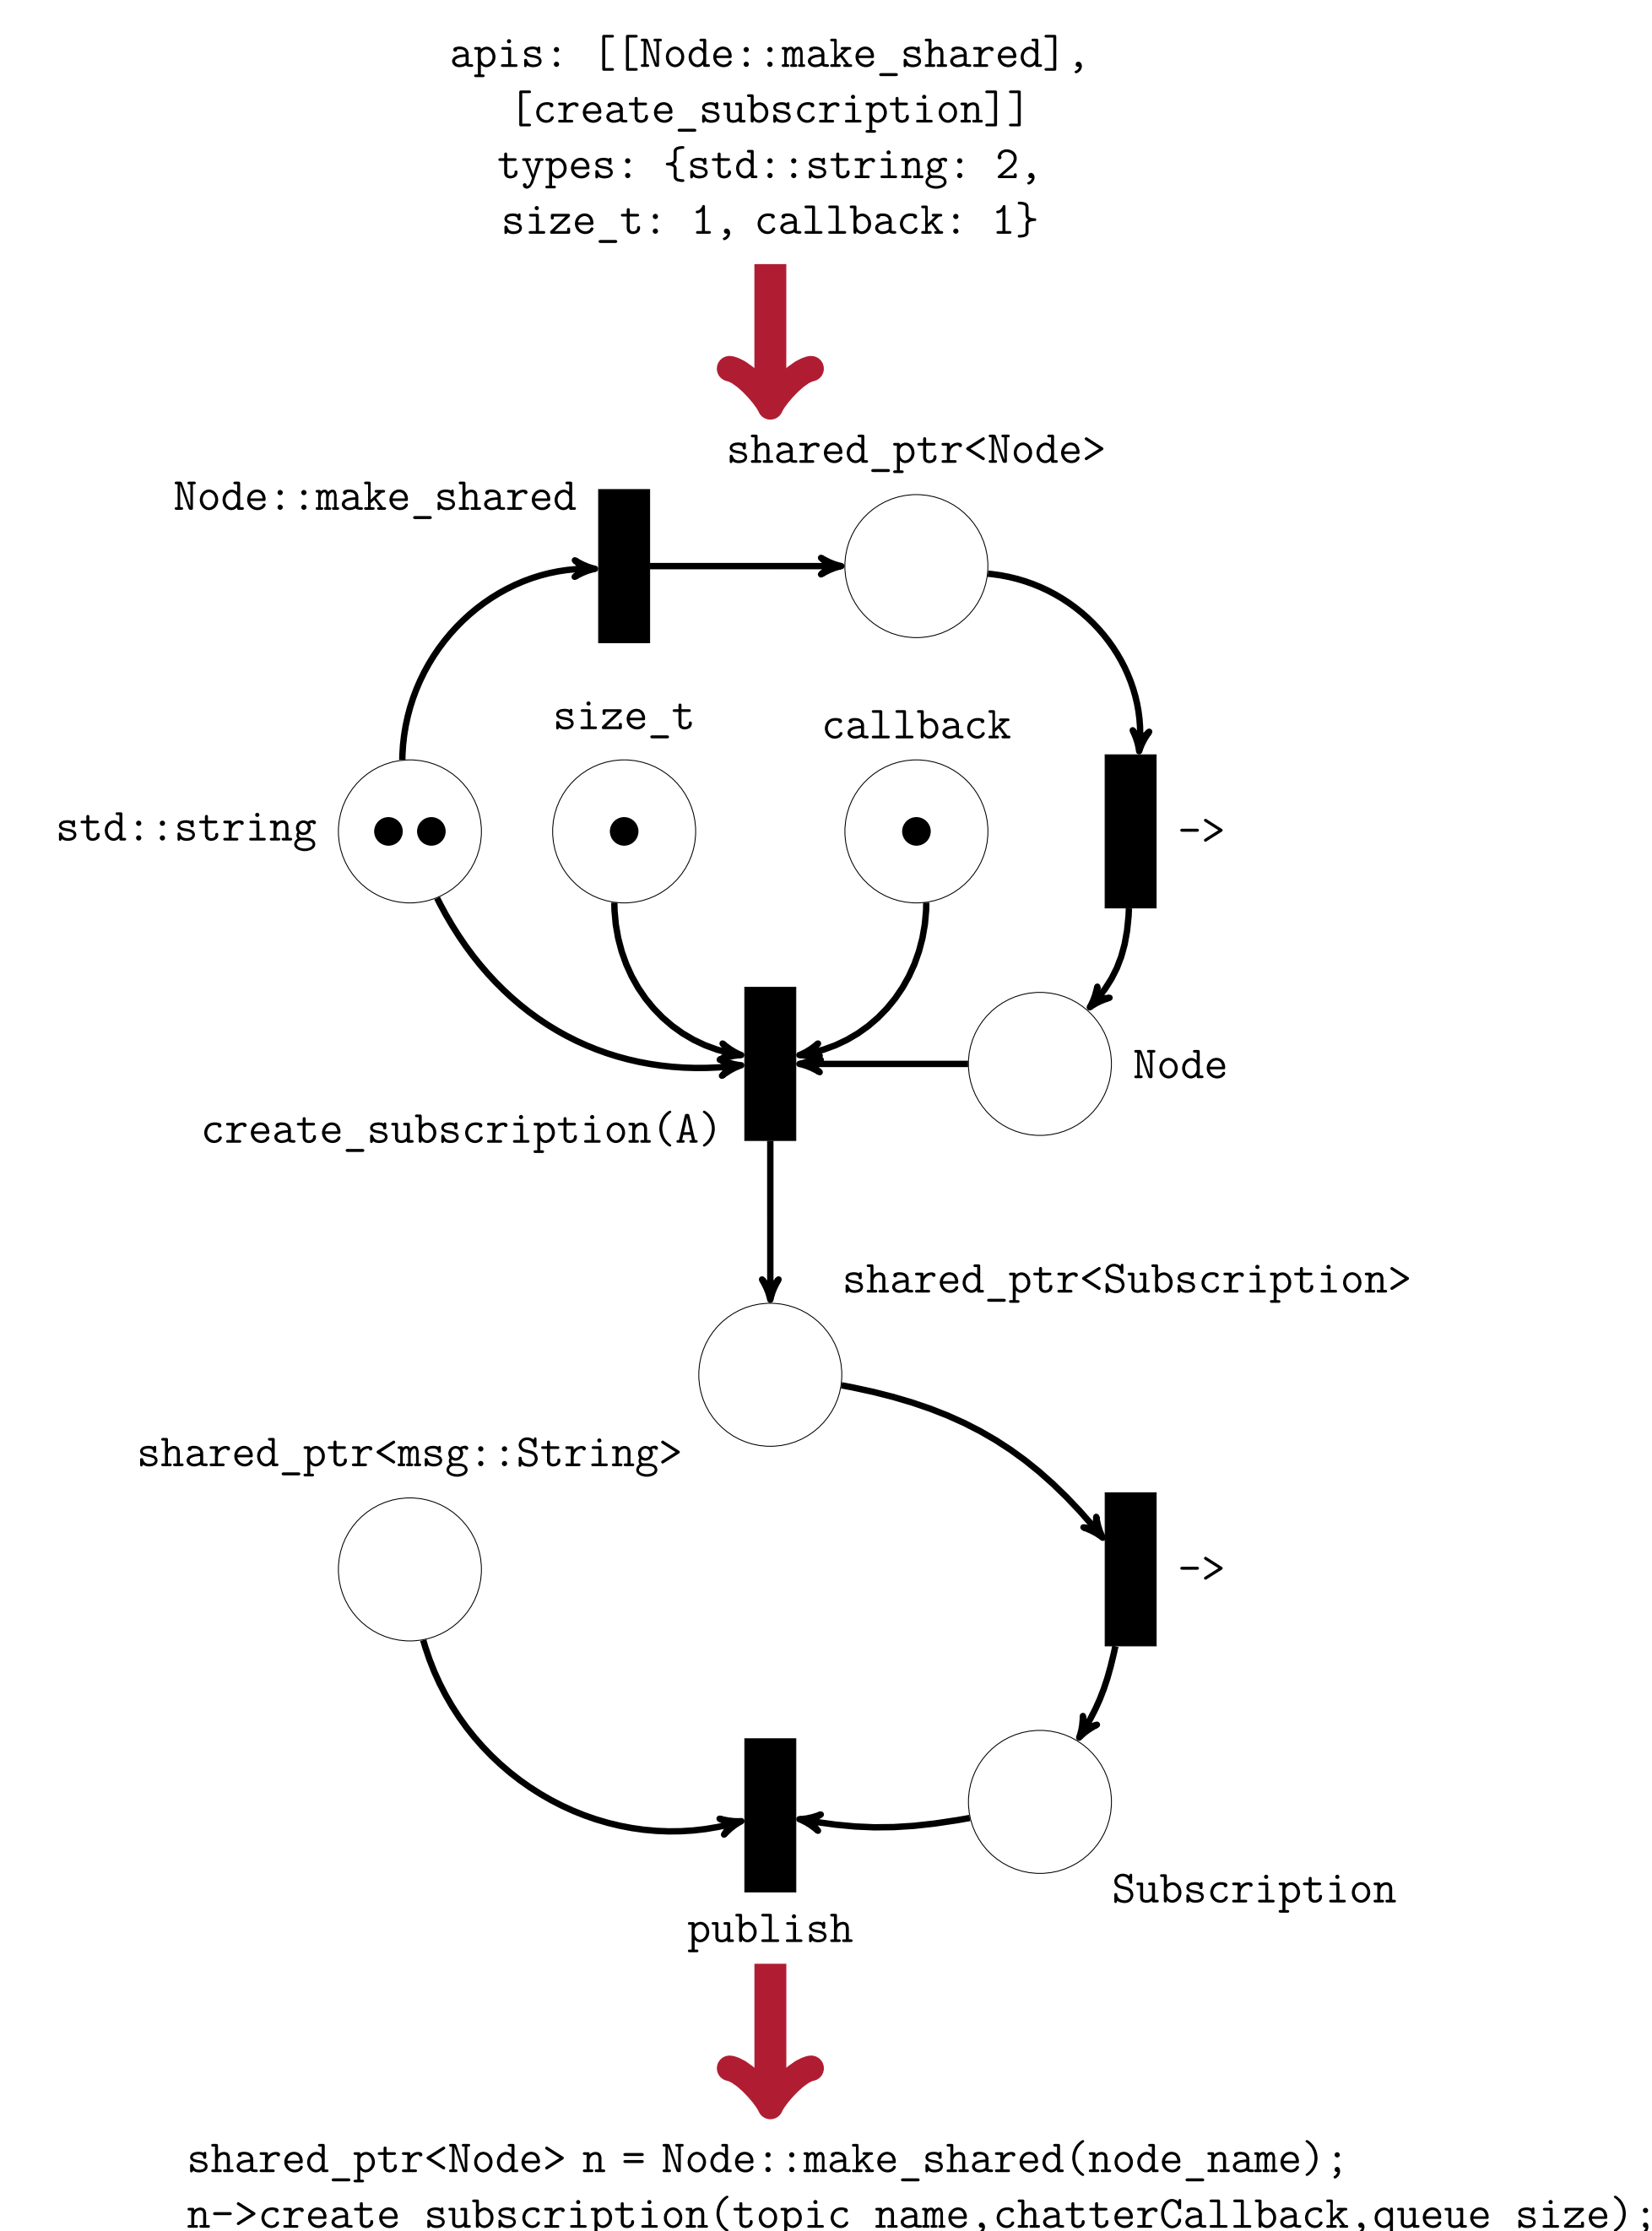 apis: [[Node::make_shared],
[create_subscription]]
types: {std::string: 2,
size_t: 1, callback: 1}
shared_ptr<Node>
Node::make_shared
size_t
callback
std::string
->
Node
create_subscription(A)
shared_ptr<Subscription>
shared_ptr<msg::String>
->
Subscription
publish
shared_ptr<Node> n = Node::make_shared(node_name);
n->create_subscription(topic_name,chatterCallback,queue_size);